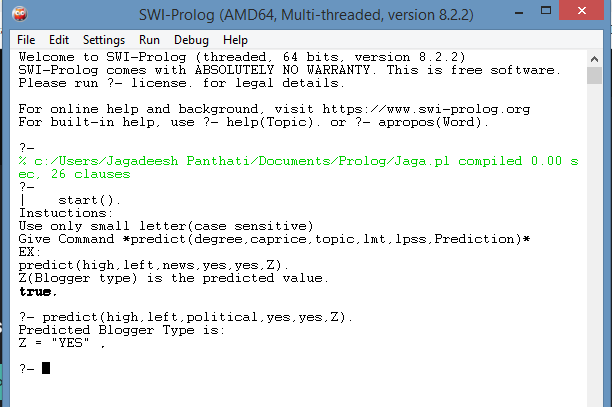 SWI-Prolog (AMD64, Multi-threaded, version 8.2.2)
File Edit Settings Run Debug Help
Welcome to SWI-Prolog (threaded, 64 bits, version 8.2.2)
SWI-Prolog comes with ABSOLUTELY NO WARRANTY. This is free software.
Please run ?- license. for legal details.
For online help and background, visit https://www.swi-prolog.org
For built-in help, use ?- help(Topic). or ?- apropos(Word).
?-
% c:/Users/Jagadeesh Panthati/Documents/Prolog/Jaga.pl compiled 0.00 s
ec, 26 clauses
?-
| start().
Instuctions:
Use only small letter(case sensitive)
Give Command *predict(degree,caprice,topic,lmt,lpss,Prediction)*
EX:
predict(high,left,news,yes,yes,Z).
Z(Blogger type) is the predicted value.
true.
?- predict(high,left,political,yes,yes,Z).
Predicted Blogger Type is:
Z = "YES" ,
?-